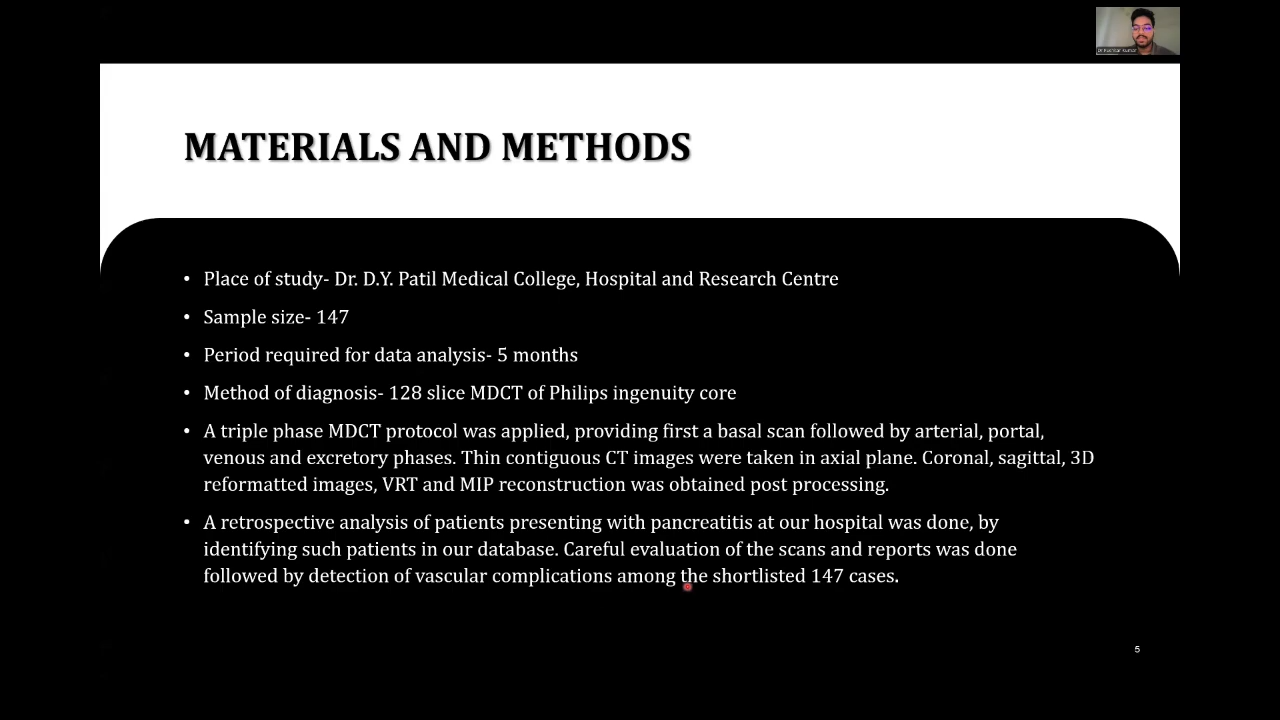 MATERIALS AND METHODS
• Place of study- Dr. D.Y. Patil Medical College, Hospital and Research Centre
• Sample size- 147
• Period required for data analysis- 5 months
• Method of diagnosis- 128 slice MDCT of Philips ingenuity core
• A triple phase MDCT protocol was applied, providing first a basal scan followed by arterial, portal,
venous and excretory phases. Thin contiguous CT images were taken in axial plane. Coronal, sagittal, 3D
reformatted images, VRT and MIP reconstruction was obtained post processing.
• A retrospective analysis of patients presenting with pancreatitis at our hospital was done, by
identifying such patients in our database. Careful evaluation of the scans and reports was done
followed by detection of vascular complications among the shortlisted 147 cases.
5